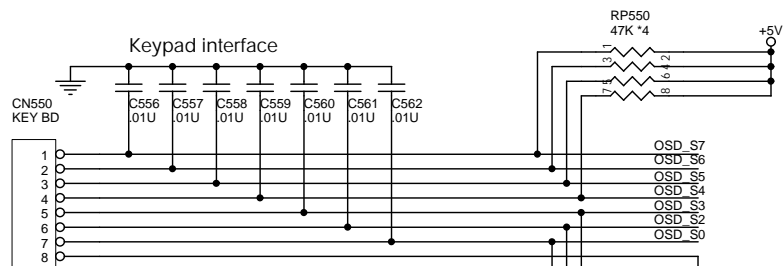 RP550
47K *4
+5V
Keypad interface
1 2
3 4
5 6
7 8
CN550
KEY BD
C556 C557 C558 C559 C560 C561 C562
.01U .01U .01U .01U .01U .01U .01U
1 OSD_S7
2 OSD_S6
3 OSD_S5
4 OSD_S4
5 OSD_S3
6 OSD_S2
7 OSD_S0
8